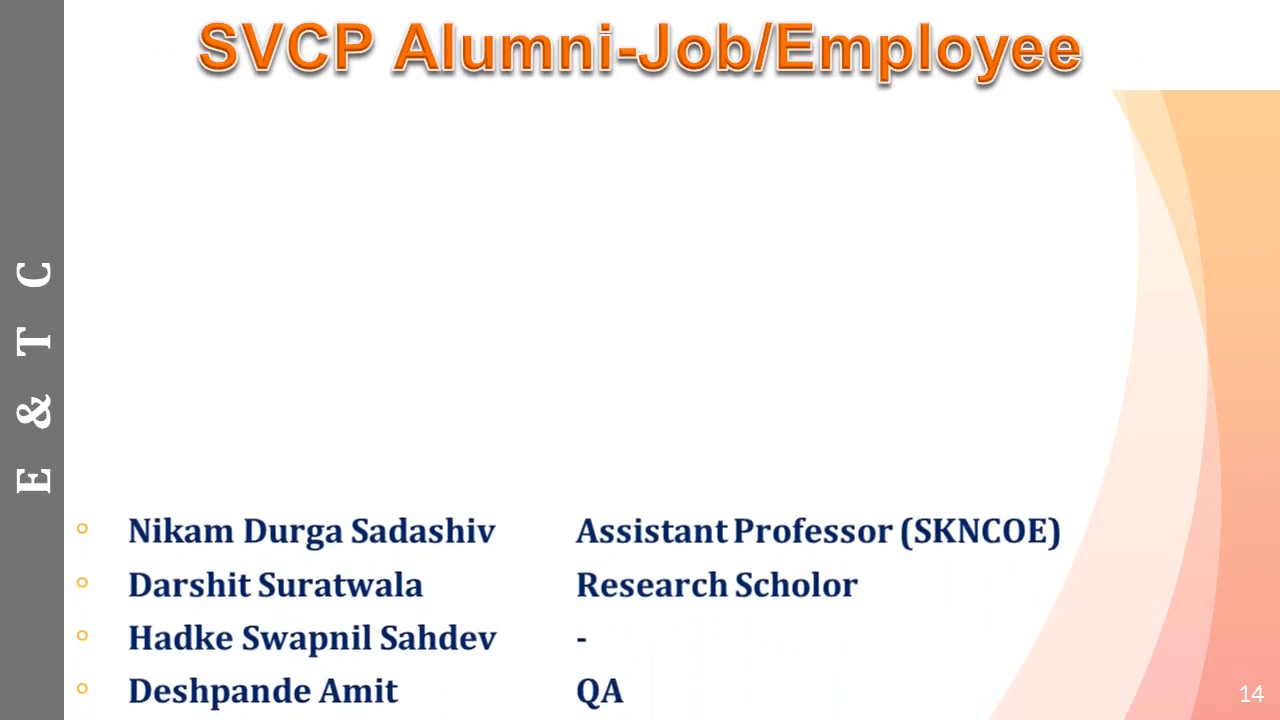 SVCP Alumni-Job/Employee
E & T C
Nikam Durga Sadashiv Assistant Professor (SKNCOE)
Darshit Suratwala Research Scholor
Hadke Swapnil Sahdev -
Deshpande Amit QA
14